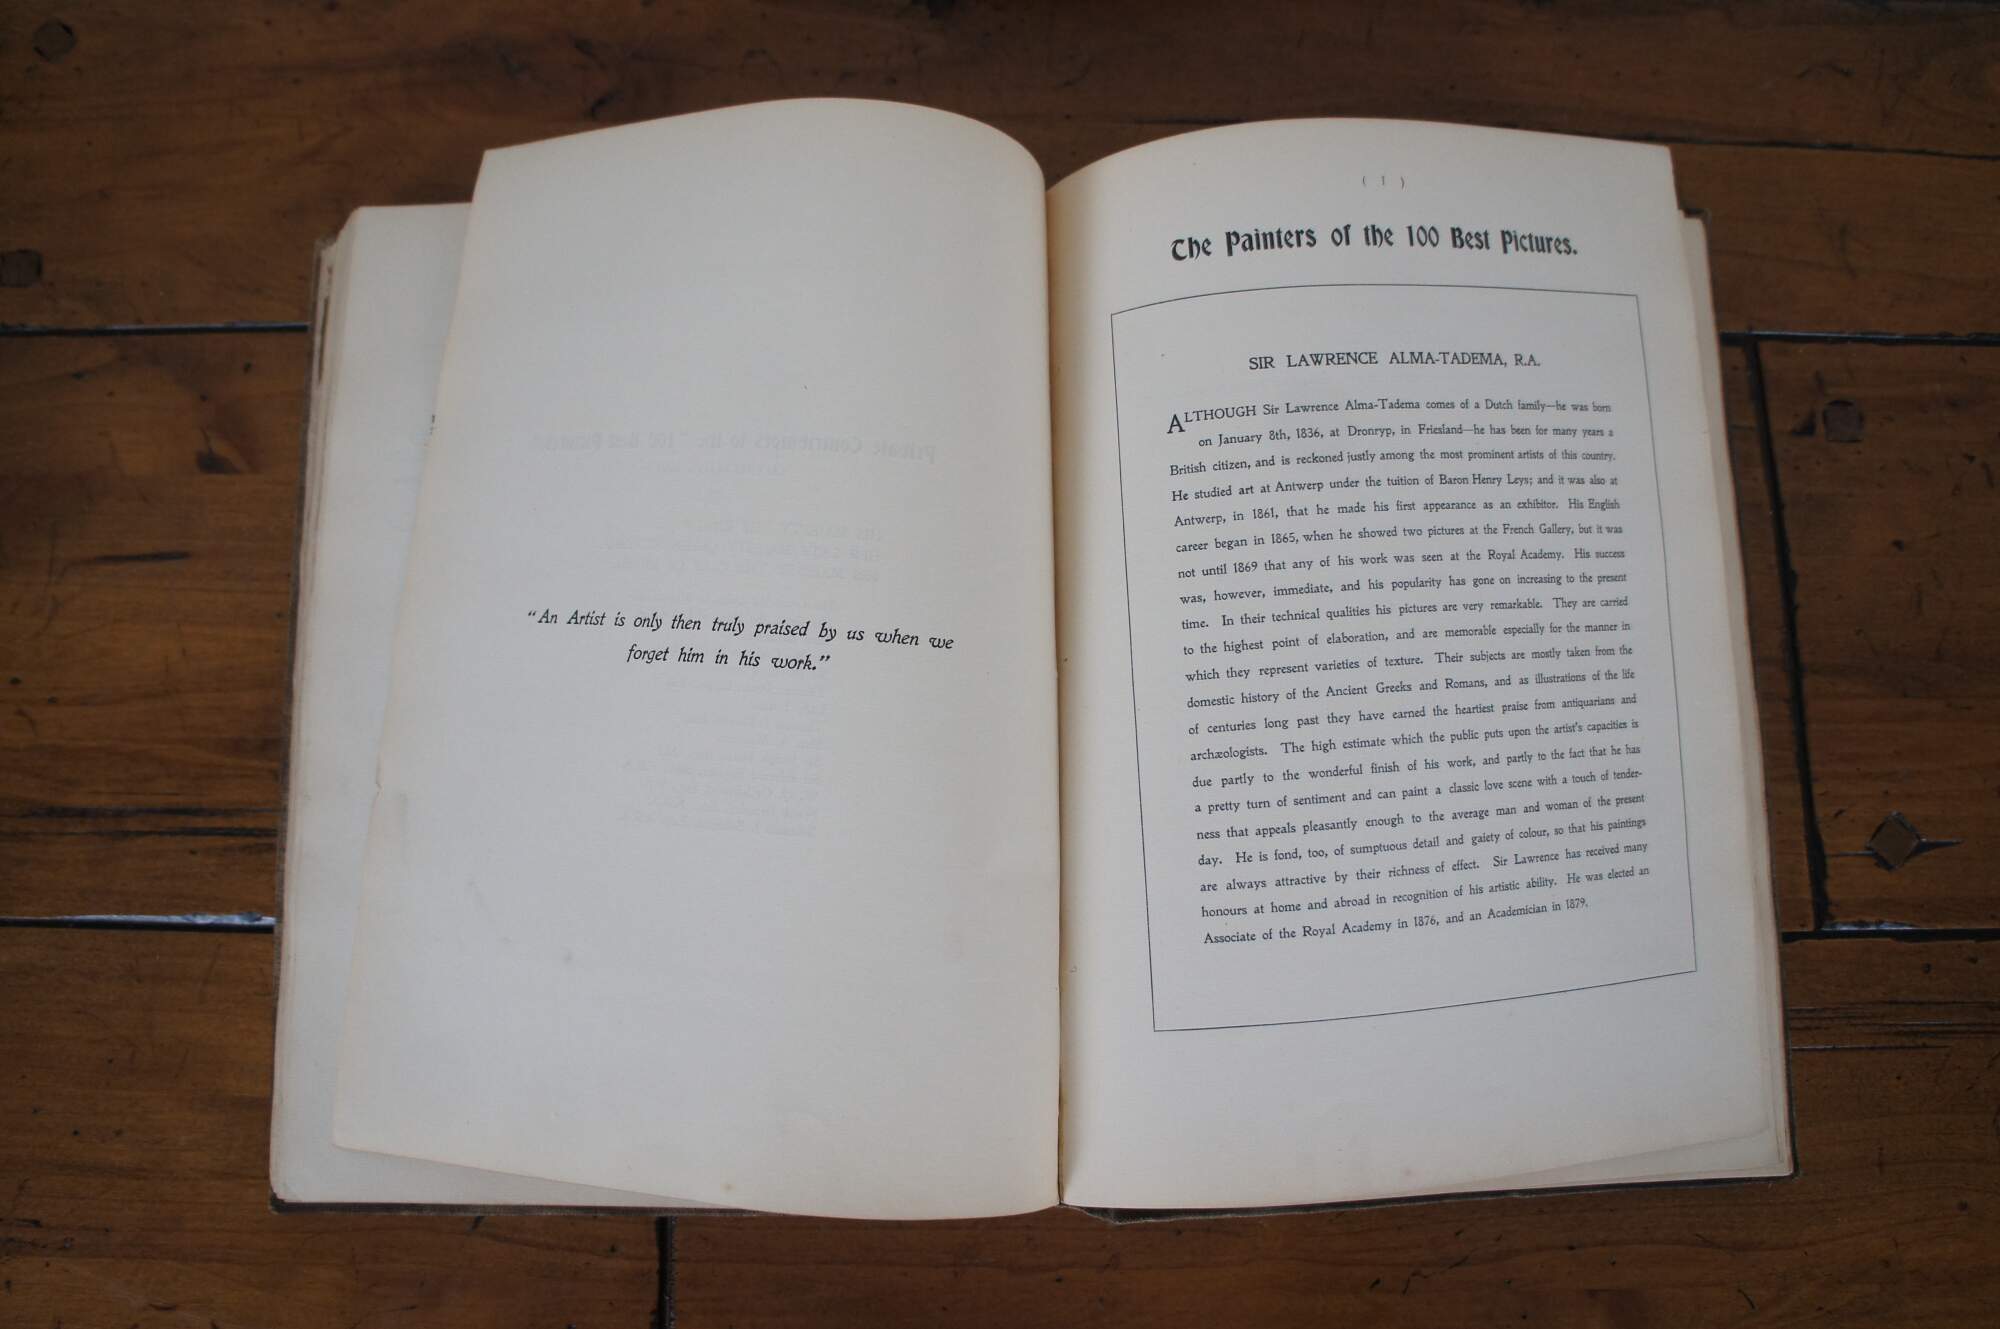 "An Artist is only then truly praised by us when we
forget him in his work."
( 1 )
The Painters of the 100 Best Pictures.
SIR LAWRENCE ALMA-TADEMA, R.A.
ALTHOUGH Sir Lawrence Alma-Tadema comes of a Dutch family—he was born
on January 8th, 1836, at Dronryp, in Friesland—he has been for many years a
British citizen, and is reckoned justly among the most prominent artists of this country.
He studied art at Antwerp under the tuition of Baron Henry Leys; and it was also at
Antwerp, in 1861, that he made his first appearance as an exhibitor. His English
career began in 1865, when he showed two pictures at the French Gallery, but it was
not until 1869 that any of his work was seen at the Royal Academy. His success
was, however, immediate, and his popularity has gone on increasing to the present
time. In their technical qualities his pictures are very remarkable. They are carried
to the highest point of elaboration, and are memorable especially for the manner in
which they represent varieties of texture. Their subjects are mostly taken from the
domestic history of the Ancient Greeks and Romans, and as illustrations of the life
of centuries long past they have earned the heartiest praise from antiquarians and
archæologists. The high estimate which the public puts upon the artist's capacities is
due partly to the wonderful finish of his work, and partly to the fact that he has
a pretty turn of sentiment and can paint a classic love scene with a touch of tender-
ness that appeals pleasantly enough to the average man and woman of the present
day. He is fond, too, of sumptuous detail and gaiety of colour, so that his paintings
are always attractive by their richness of effect. Sir Lawrence has received many
honours at home and abroad in recognition of his artistic ability. He was elected an
Associate of the Royal Academy in 1876, and an Academician in 1879.